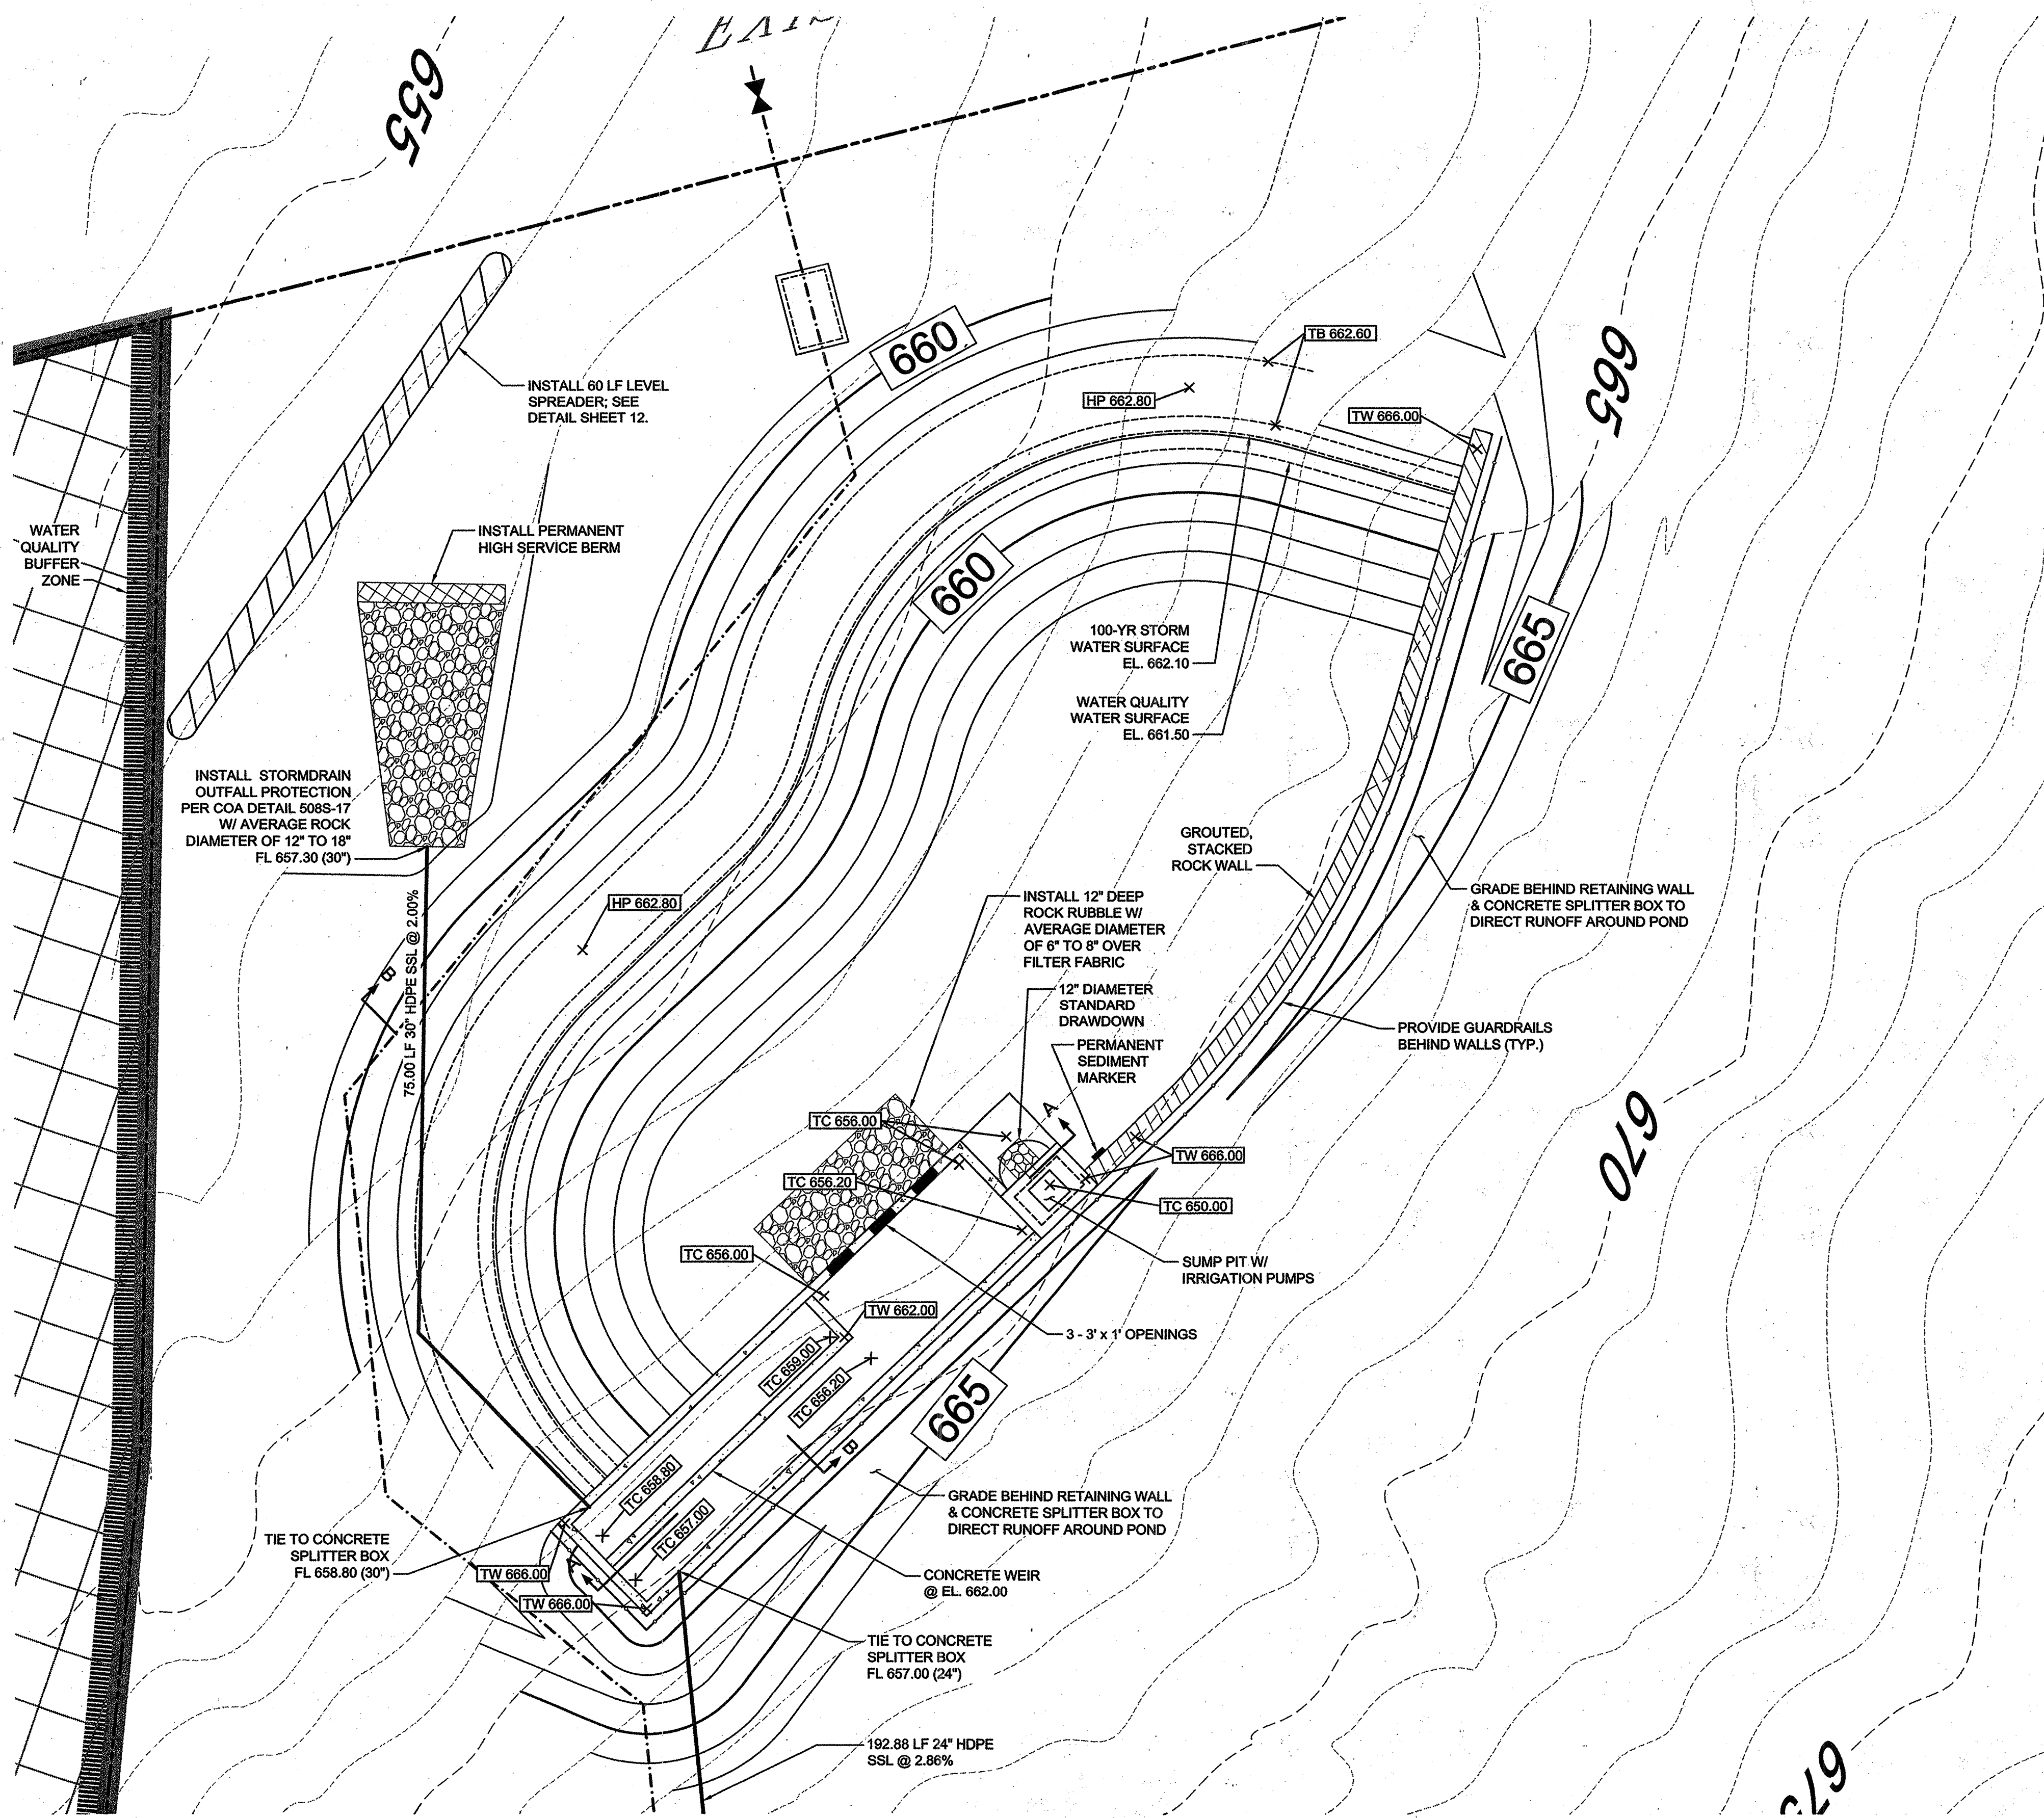 655
660
TB 662.60
HP 662.80
665
TW 666.00
INSTALL 60 LF LEVEL
SPREADER; SEE
DETAIL SHEET 12.
WATER
QUALITY
BUFFER
ZONE
INSTALL PERMANENT
HIGH SERVICE BERM
660
100-YR STORM
WATER SURFACE
EL. 662.10
665
WATER QUALITY
WATER SURFACE
EL. 661.50
INSTALL STORMDRAIN
OUTFALL PROTECTION
PER COA DETAIL 508S-17
W/ AVERAGE ROCK
DIAMETER OF 12" TO 18"
FL 657.30 (30")
GROUTED,
STACKED
ROCK WALL
HP 662.80
75.00 LF 30" HDPE SSL @ 2.00%
B
INSTALL 12" DEEP
ROCK RUBBLE W/
AVERAGE DIAMETER
OF 6" TO 8" OVER
FILTER FABRIC
GRADE BEHIND RETAINING WALL
& CONCRETE SPLITTER BOX TO
DIRECT RUNOFF AROUND POND
12" DIAMETER
STANDARD
DRAWDOWN
PROVIDE GUARDRAILS
BEHIND WALLS (TYP.)
PERMANENT
SEDIMENT
MARKER
A
670
TC 656.00
TW 666.00
TC 656.20
TC 650.00
TC 656.00
SUMP PIT W/
IRRIGATION PUMPS
TW 662.00
3 - 3' x 1' OPENINGS
TC 659.00
TC 656.20
665
B
TC 658.80
TC 657.00
GRADE BEHIND RETAINING WALL
& CONCRETE SPLITTER BOX TO
DIRECT RUNOFF AROUND POND
TIE TO CONCRETE
SPLITTER BOX
FL 658.80 (30")
A
TW 666.00
TW 666.00
CONCRETE WEIR
@ EL. 662.00
TIE TO CONCRETE
SPLITTER BOX
FL 657.00 (24")
192.88 LF 24" HDPE
SSL @ 2.86%